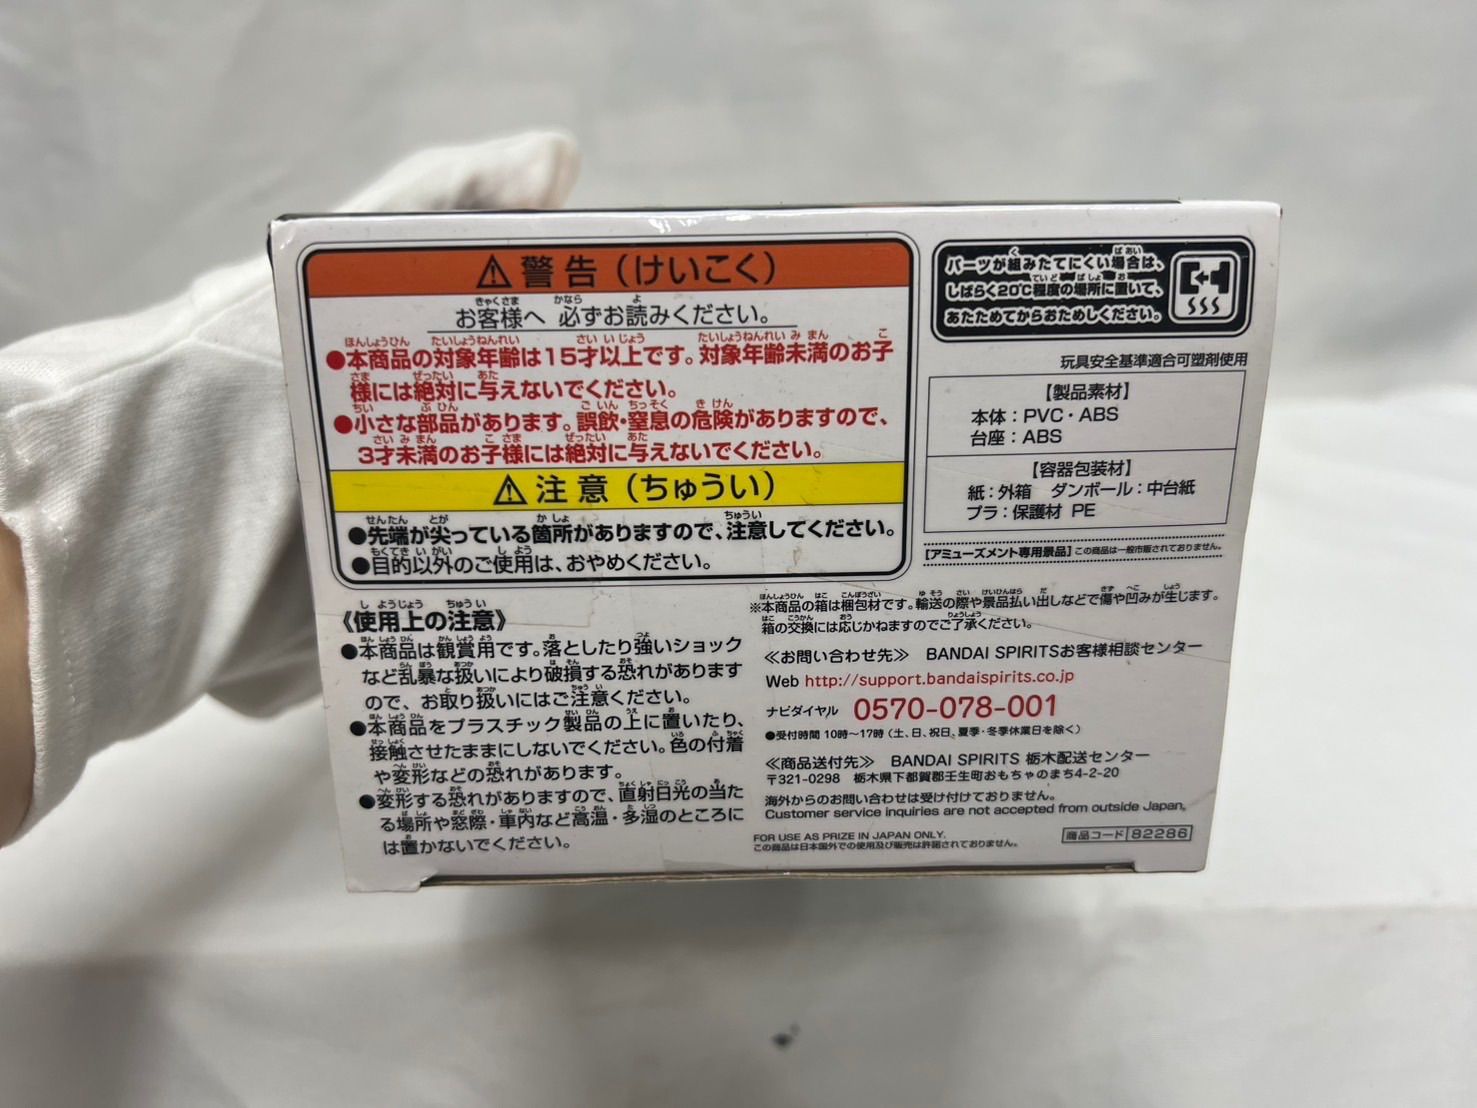 ⚠警告（けいこく）
お客様へ 必ずお読みください。
●本商品の対象年齢は15才以上です。対象年齢未満のお子
様には絶対に与えないでください。
●小さな部品があります。誤飲・窒息の危険がありますので、
3才未満のお子様には絶対に与えないでください。
⚠注意（ちゅうい）
●先端が尖っている箇所がありますので、注意してください。
●目的以外のご使用は、おやめください。
《使用上の注意》
●本商品は観賞用です。落としたり強いショック
など乱暴な扱いにより破損する恐れがあります
ので、お取り扱いにはご注意ください。
●本商品をプラスチック製品の上に置いたり、
接触させたままにしないでください。色の付着
や変形などの恐れがあります。
●変形する恐れがありますので、直射日光の当た
る場所や窓際・車内など高温・多湿のところに
は置かないでください。
パーツが組みたてにくい場合は、
しばらく20℃程度の場所に置いて、
あたためてからおためしください。
玩具安全基準適合可塑剤使用
【製品素材】
本体：PVC・ABS
台座：ABS
【容器包装材】
紙：外箱 ダンボール：中台紙
プラ：保護材 PE
【アミューズメント専用景品】この商品は一般市販されておりません。
※本商品の箱は梱包材です。輸送の際や景品払い出しなどで傷や凹みが生じます。
箱の交換には応じかねますのでご了承ください。
≪お問い合わせ先≫ BANDAI SPIRITSお客様相談センター
Web http://support.bandaispirits.co.jp
ナビダイヤル 0570-078-001
●受付時間 10時～17時（土、日、祝日、夏季・冬季休業日を除く）
≪商品送付先≫ BANDAI SPIRITS 栃木配送センター
〒321-0298 栃木県下都賀郡壬生町おもちゃのまち4-2-20
海外からのお問い合わせは受け付けておりません。
Customer service inquiries are not accepted from outside Japan.
FOR USE AS PRIZE IN JAPAN ONLY.
この商品は日本国外での使用及び販売は許諾されておりません。
商品コード 82286